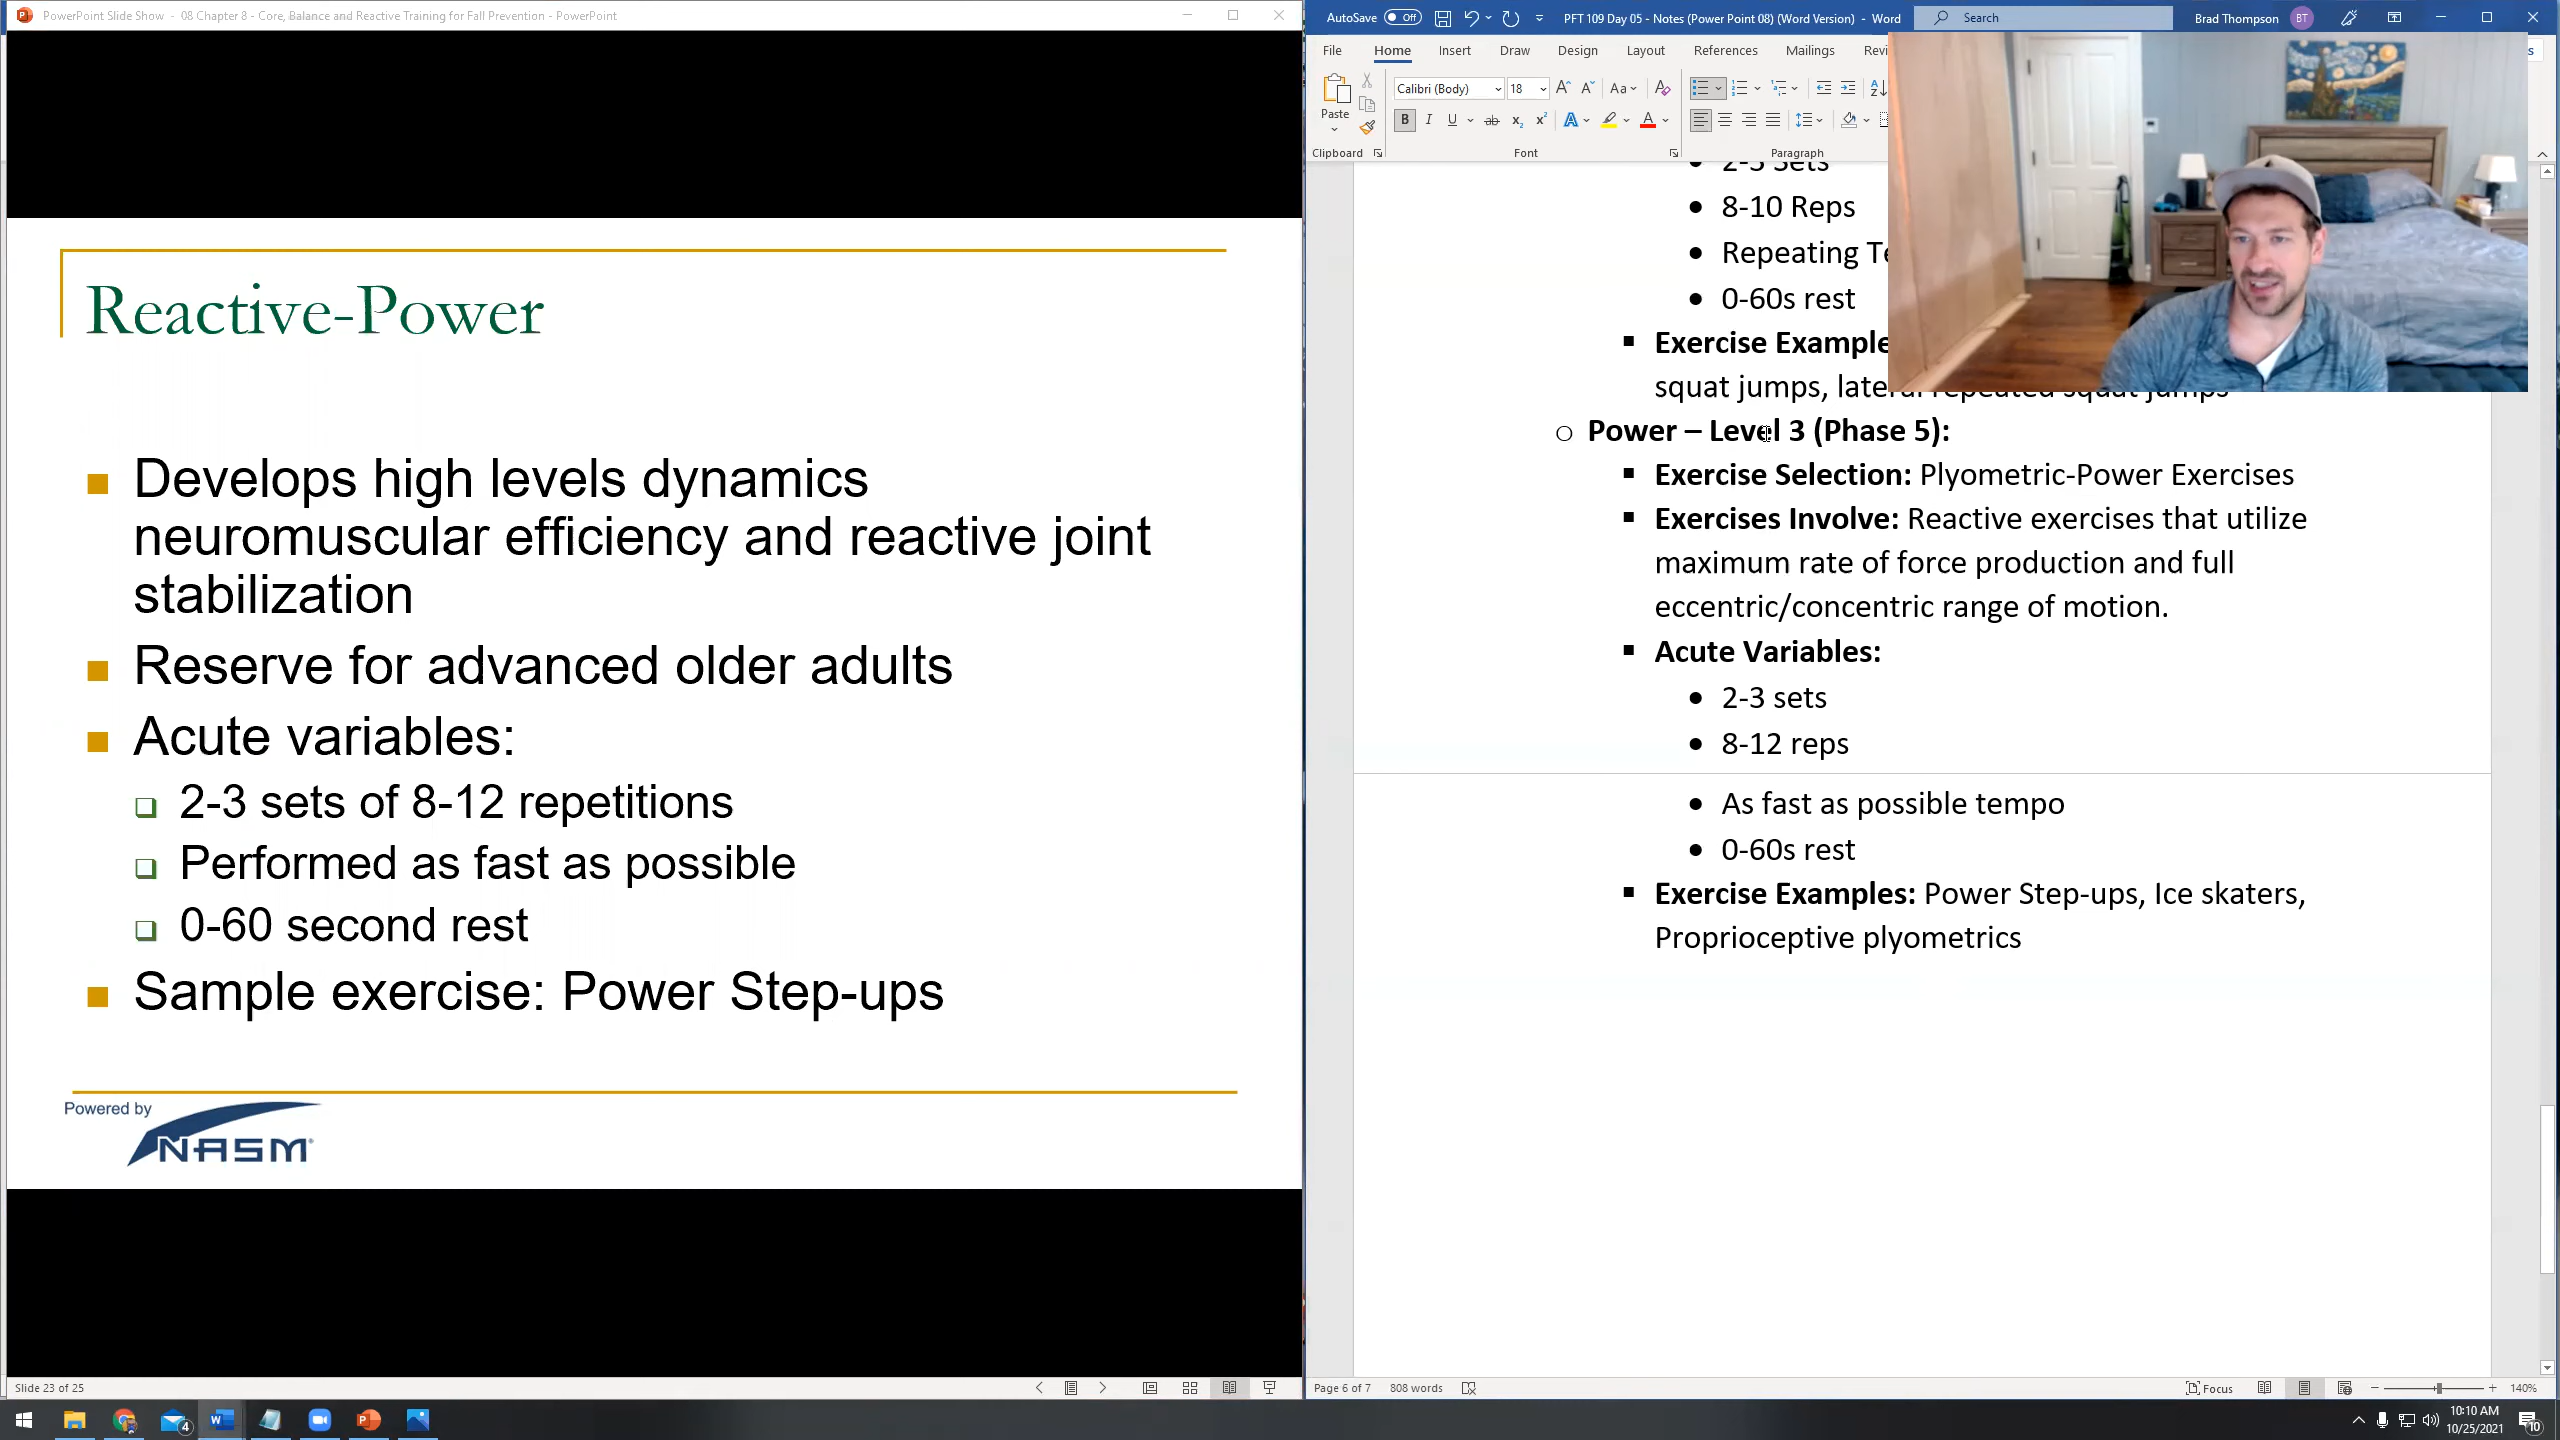 PowerPoint Slide Show - 08 Chapter 8 - Core, Balance and Reactive Training for Fall Prevention - PowerPoint
Reactive-Power
Develops high levels dynamics
neuromuscular efficiency and reactive joint
stabilization
Reserve for advanced older adults
Acute variables:
2-3 sets of 8-12 repetitions
Performed as fast as possible
0-60 second rest
Sample exercise: Power Step-ups
Powered by
NASM
Slide 23 of 25
AutoSave Off
PFT 109 Day 05 - Notes (Power Point 08) (Word Version) - Word
Search
Brad Thompson BT
File Home Insert Draw Design Layout References Mailings
Paste
Calibri (Body) 18
Clipboard Font Paragraph
8-10 Reps
Repeating
0-60s rest
Exercise Example
squat jumps, lateral repeated squat jumps
Power – Level 3 (Phase 5):
Exercise Selection: Plyometric-Power Exercises
Exercises Involve: Reactive exercises that utilize
maximum rate of force production and full
eccentric/concentric range of motion.
Acute Variables:
2-3 sets
8-12 reps
As fast as possible tempo
0-60s rest
Exercise Examples: Power Step-ups, Ice skaters,
Proprioceptive plyometrics
Page 6 of 7 808 words
Focus
140%
4
10:10 AM
10/25/2021
10